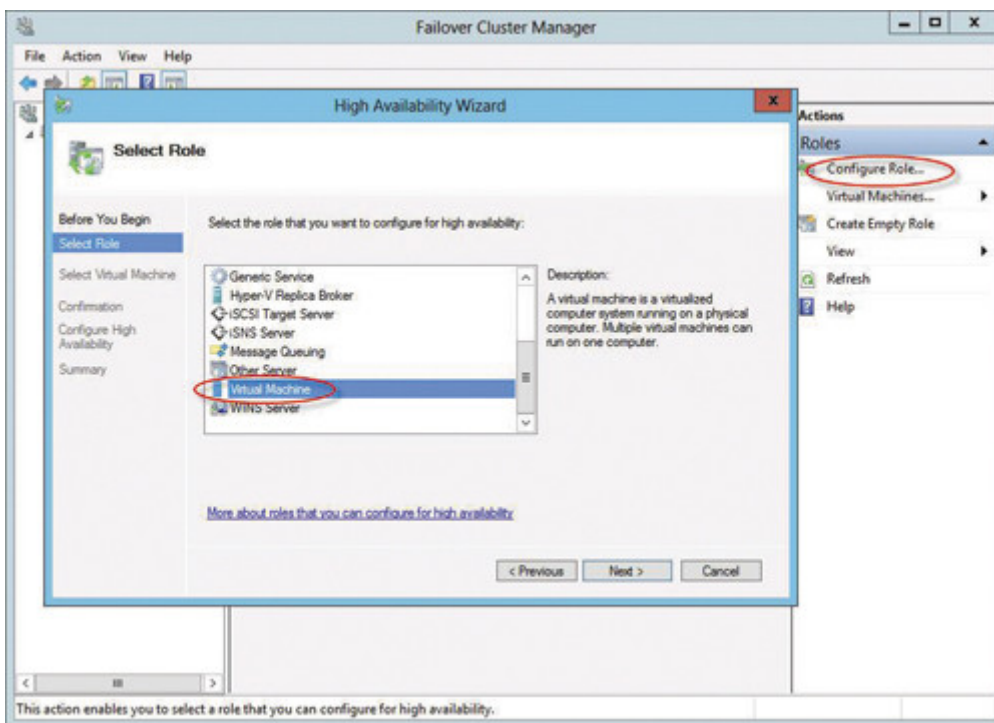 Failover Cluster Manager
File Action View Help
High Availability Wizard
Select Role
Before You Begin
Select Role
Select Virtual Machine
Confirmation
Configure High
Availability
Summary
Select the role that you want to configure for high availability:
Generic Service
Hyper-V Replica Broker
iSCSI Target Server
iSNS Server
Message Queuing
Other Server
Virtual Machine
WINS Server
Description:
A virtual machine is a virtualized
computer system running on a physical
computer. Multiple virtual machines can
run on one computer.
More about roles that you can configure for high availability
< Previous
Next >
Cancel
Actions
Roles
Configure Role...
Virtual Machines...
Create Empty Role
View
Refresh
Help
This action enables you to select a role that you can configure for high availability.